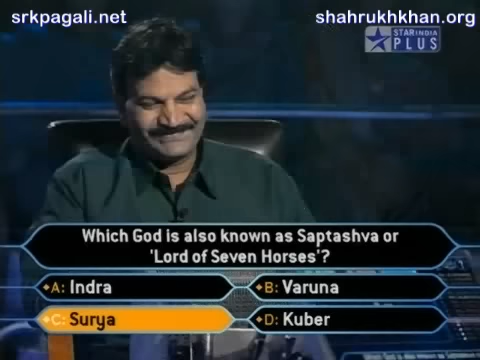 srkpagali.net
shahrukhkhan.org
STAR INDIA
PLUS
Which God is also known as Saptashva or
'Lord of Seven Horses'?
A: Indra
B: Varuna
C: Surya
D: Kuber